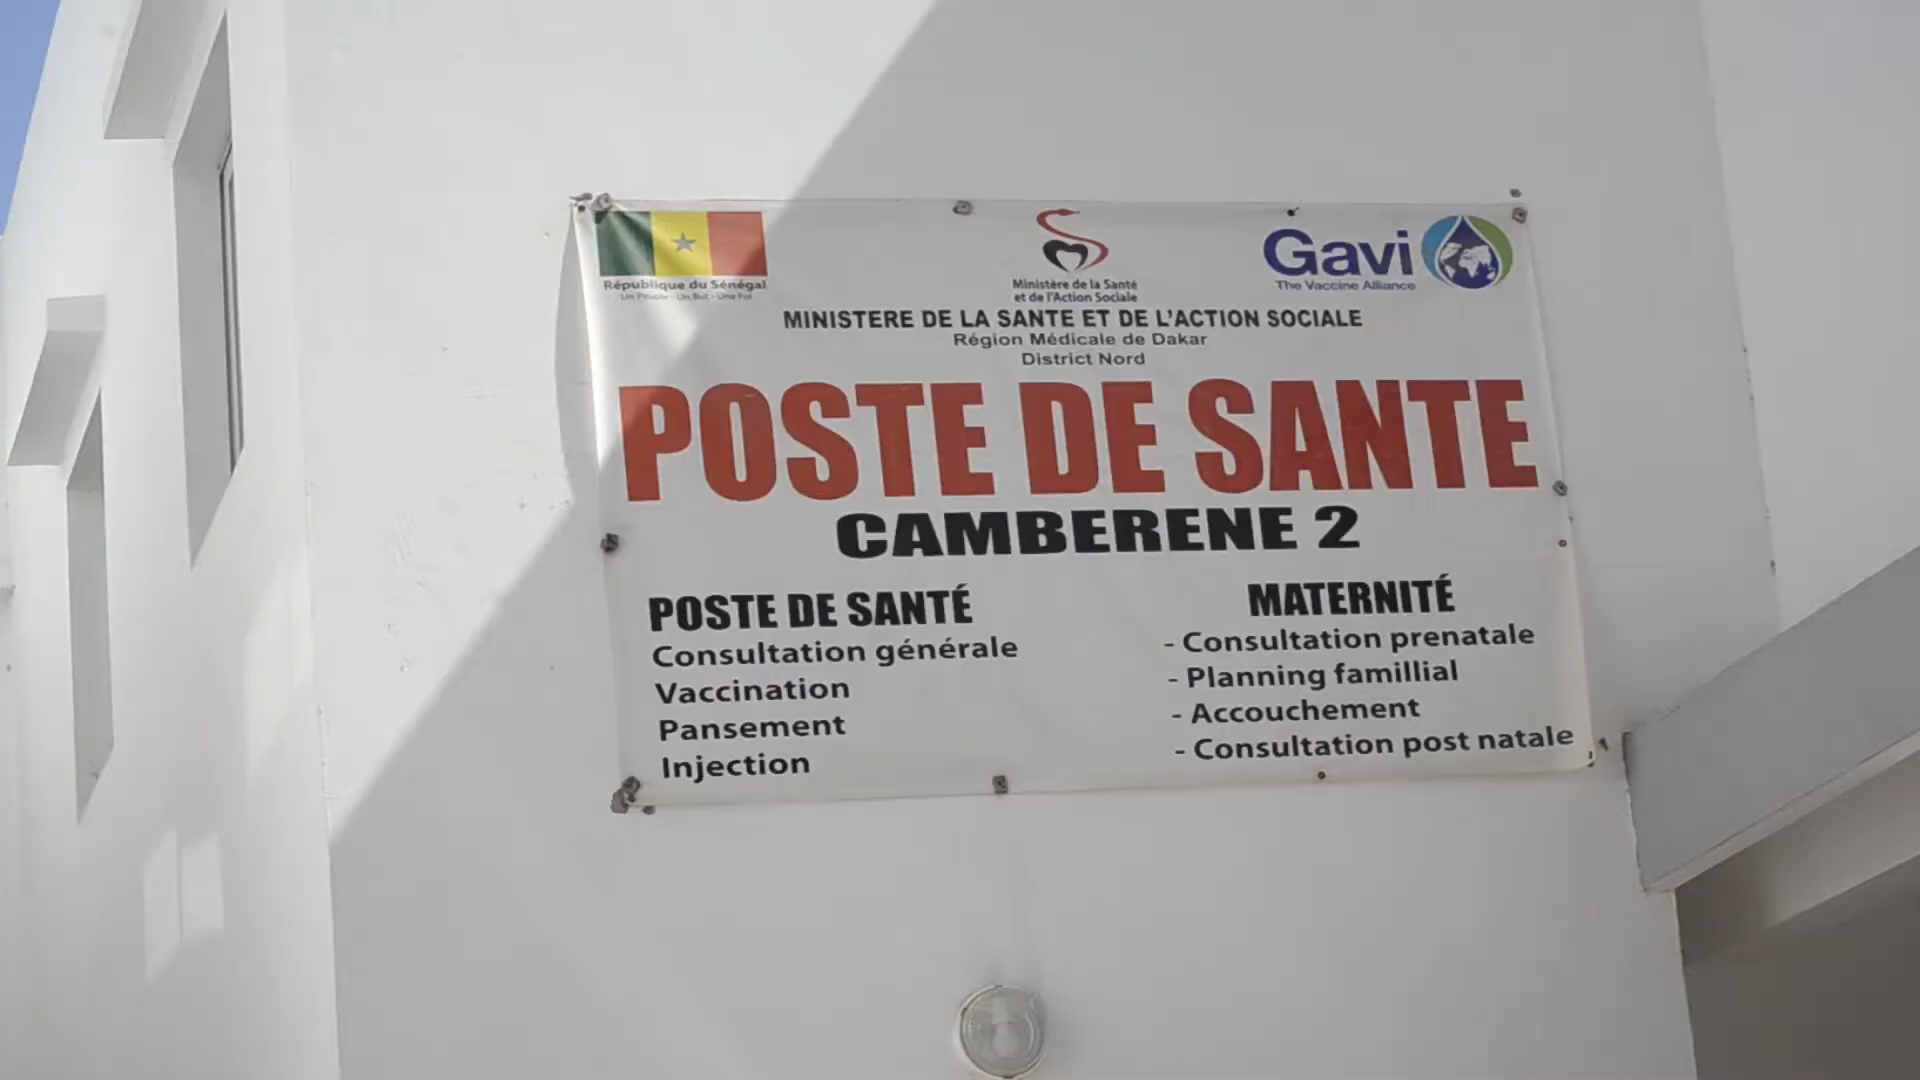 République du Sénégal
Un Peuple - Un But - Une Foi
Ministère de la Santé
et de l'Action Sociale
Gavi
The Vaccine Alliance
MINISTERE DE LA SANTE ET DE L'ACTION SOCIALE
Région Médicale de Dakar
District Nord
POSTE DE SANTE
CAMBERENE 2
POSTE DE SANTÉ
Consultation générale
Vaccination
Pansement
Injection
MATERNITÉ
- Consultation prenatale
- Planning famillial
- Accouchement
- Consultation post natale